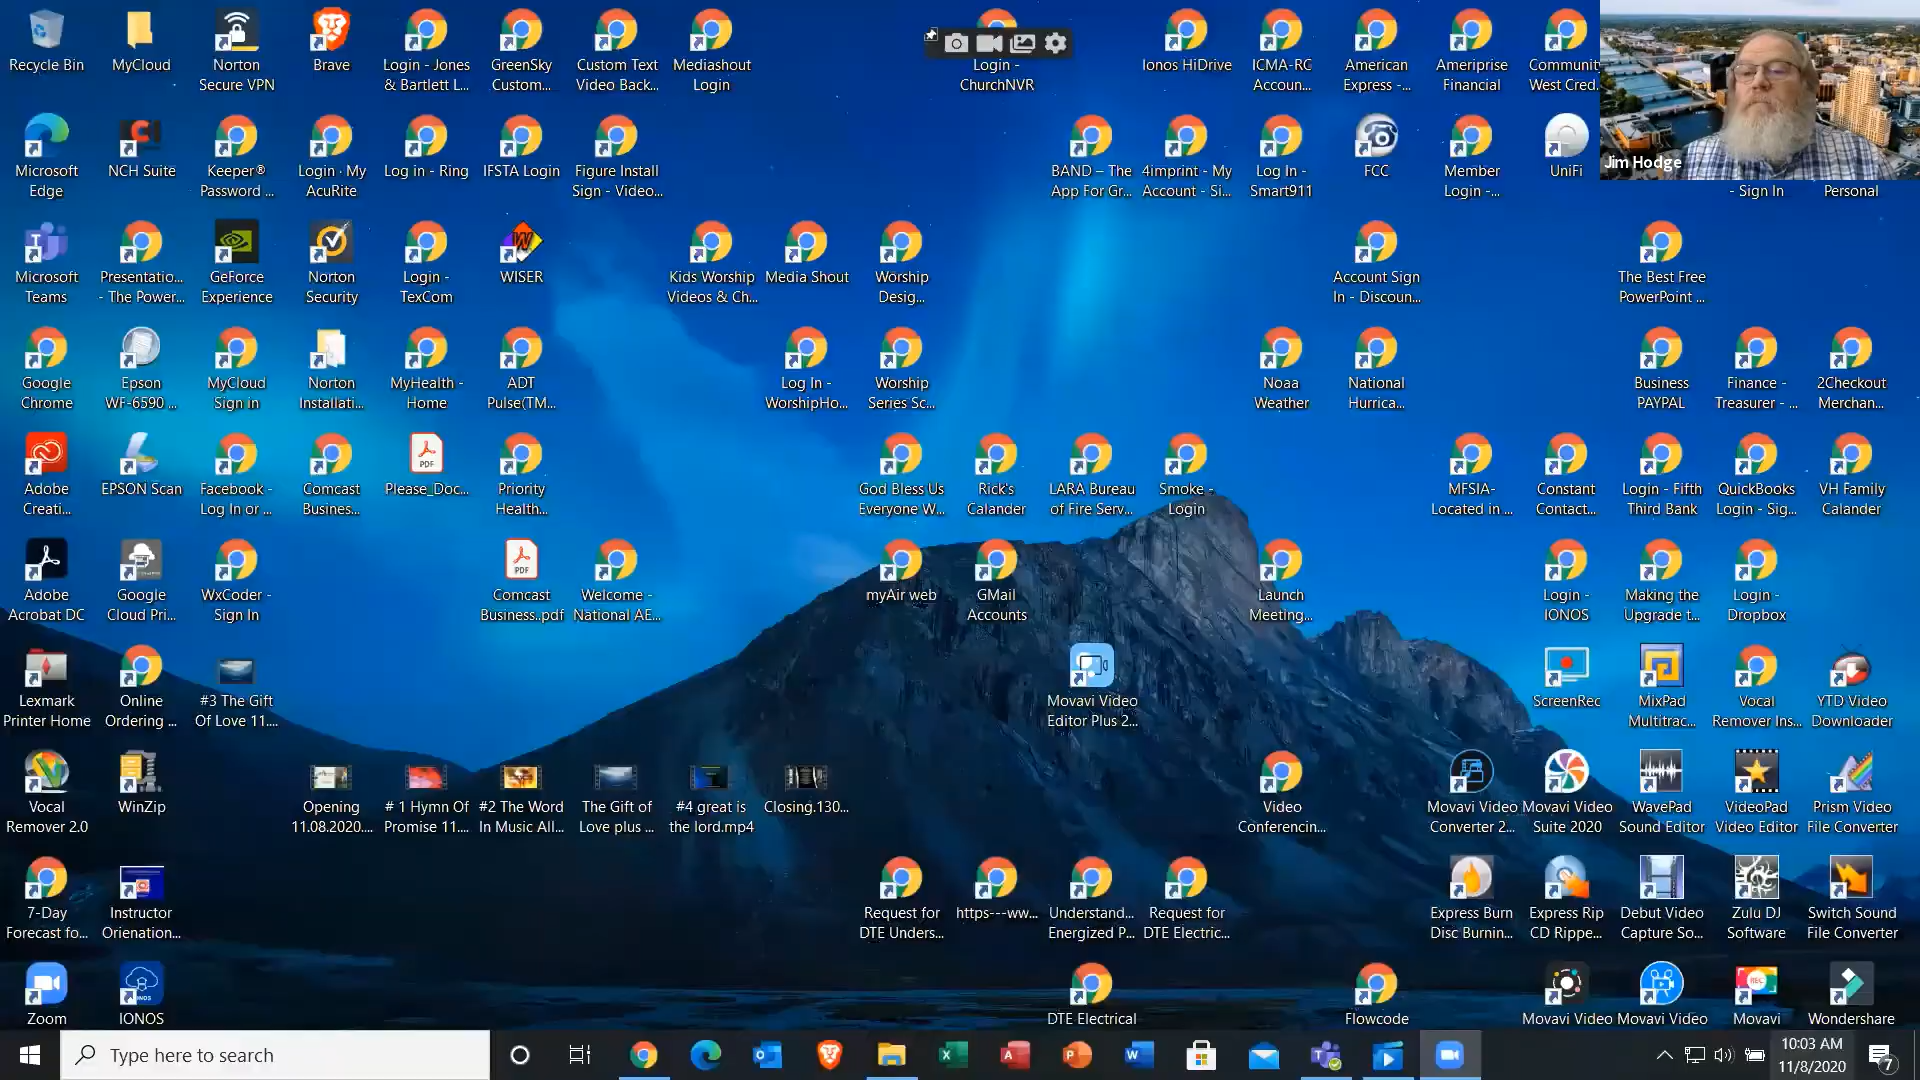 Recycle Bin
MyCloud
Norton
Secure VPN
Brave
Login - Jones
& Bartlett L...
GreenSky
Custom...
Custom Text
Video Back...
Mediashout
Login
Login -
ChurchNVR
Ionos HiDrive
ICMA-RC
Accoun...
American
Express -...
Ameriprise
Financial
Community
West Cred.
Jim Hodge
Microsoft
Edge
NCH Suite
Keeper®
Password ...
Login · My
AcuRite
Log in - Ring
IFSTA Login
Figure Install
Sign - Video...
BAND – The
App For Gr...
4imprint - My
Account - Si...
Log In -
Smart911
FCC
Member
Login -...
UniFi
- Sign In
Personal
Microsoft
Teams
Presentatio...
- The Power...
GeForce
Experience
Norton
Security
Login -
TexCom
WISER
Kids Worship
Videos & Ch...
Media Shout
Worship
Desig...
Account Sign
In - Discoun...
The Best Free
PowerPoint ...
Google
Chrome
Epson
WF-6590 ...
MyCloud
Sign in
Norton
Installati...
MyHealth -
Home
ADT
Pulse(TM...
Log In -
WorshipHo...
Worship
Series Sc...
Noaa
Weather
National
Hurrica...
Business
PAYPAL
Finance -
Treasurer - ...
2Checkout
Merchan...
Adobe
Creati...
EPSON Scan
Facebook -
Log In or ...
Comcast
Busines...
PDF
Please_Doc...
Priority
Health...
God Bless Us
Everyone W...
Rick's
Calander
LARA Bureau
of Fire Serv...
Smoke -
Login
MFSIA-
Located in ...
Constant
Contact...
Login - Fifth
Third Bank
QuickBooks
Login - Sig...
VH Family
Calander
Adobe
Acrobat DC
Google
Cloud Pri...
WxCoder -
Sign In
PDF
Comcast
Business..pdf
Welcome -
National AE...
myAir web
GMail
Accounts
Launch
Meeting...
Login -
IONOS
Making the
Upgrade t...
Login -
Dropbox
Lexmark
Printer Home
Online
Ordering ...
#3 The Gift
Of Love 11....
Movavi Video
Editor Plus 2...
ScreenRec
MixPad
Multitrac...
Vocal
Remover Ins...
YTD Video
Downloader
Vocal
Remover 2.0
WinZip
Opening
11.08.2020....
# 1 Hymn Of
Promise 11....
#2 The Word
In Music All...
The Gift of
Love plus ...
#4 great is
the lord.mp4
Closing.130...
Video
Conferencin...
Movavi Video
Converter 2...
Movavi Video
Suite 2020
WavePad
Sound Editor
VideoPad
Video Editor
Prism Video
File Converter
7-Day
Forecast fo...
Instructor
Orienation...
Request for
DTE Unders...
https---ww...
Understand...
Energized P...
Request for
DTE Electric...
Express Burn
Disc Burnin...
Express Rip
CD Rippe...
Debut Video
Capture So...
Zulu DJ
Software
Switch Sound
File Converter
Zoom
IONOS
IONOS
DTE Electrical
Flowcode
Movavi Video
Movavi Video
REC
Movavi
Wondershare
Type here to search
10:03 AM
11/8/2020
7